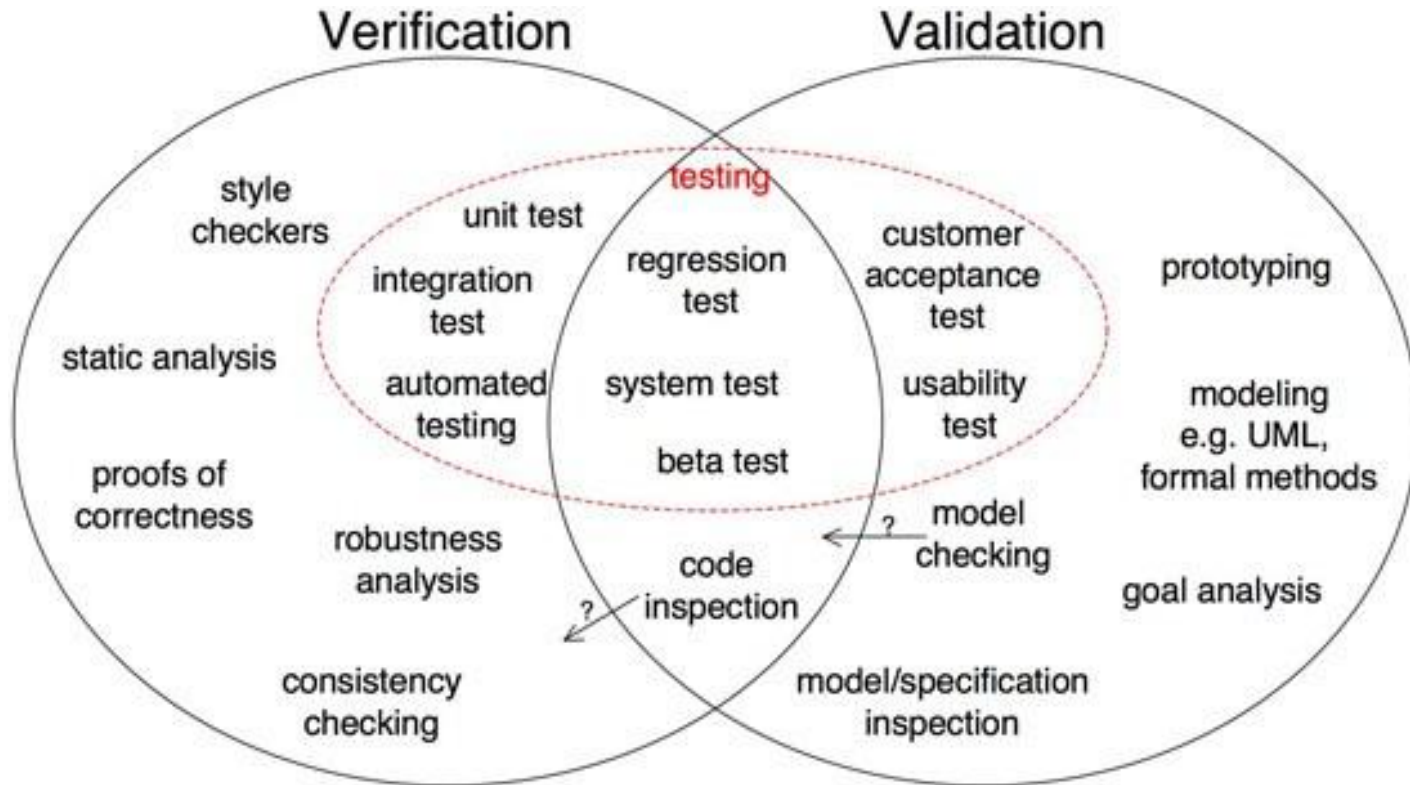 Verification
Validation
testing
style
checkers
unit test
integration
test
regression
test
customer
acceptance
test
prototyping
static analysis
automated
testing
system test
usability
test
modeling
e.g. UML,
formal methods
beta test
proofs of
correctness
robustness
analysis
code
inspection
?
?
model
checking
goal analysis
consistency
checking
model/specification
inspection